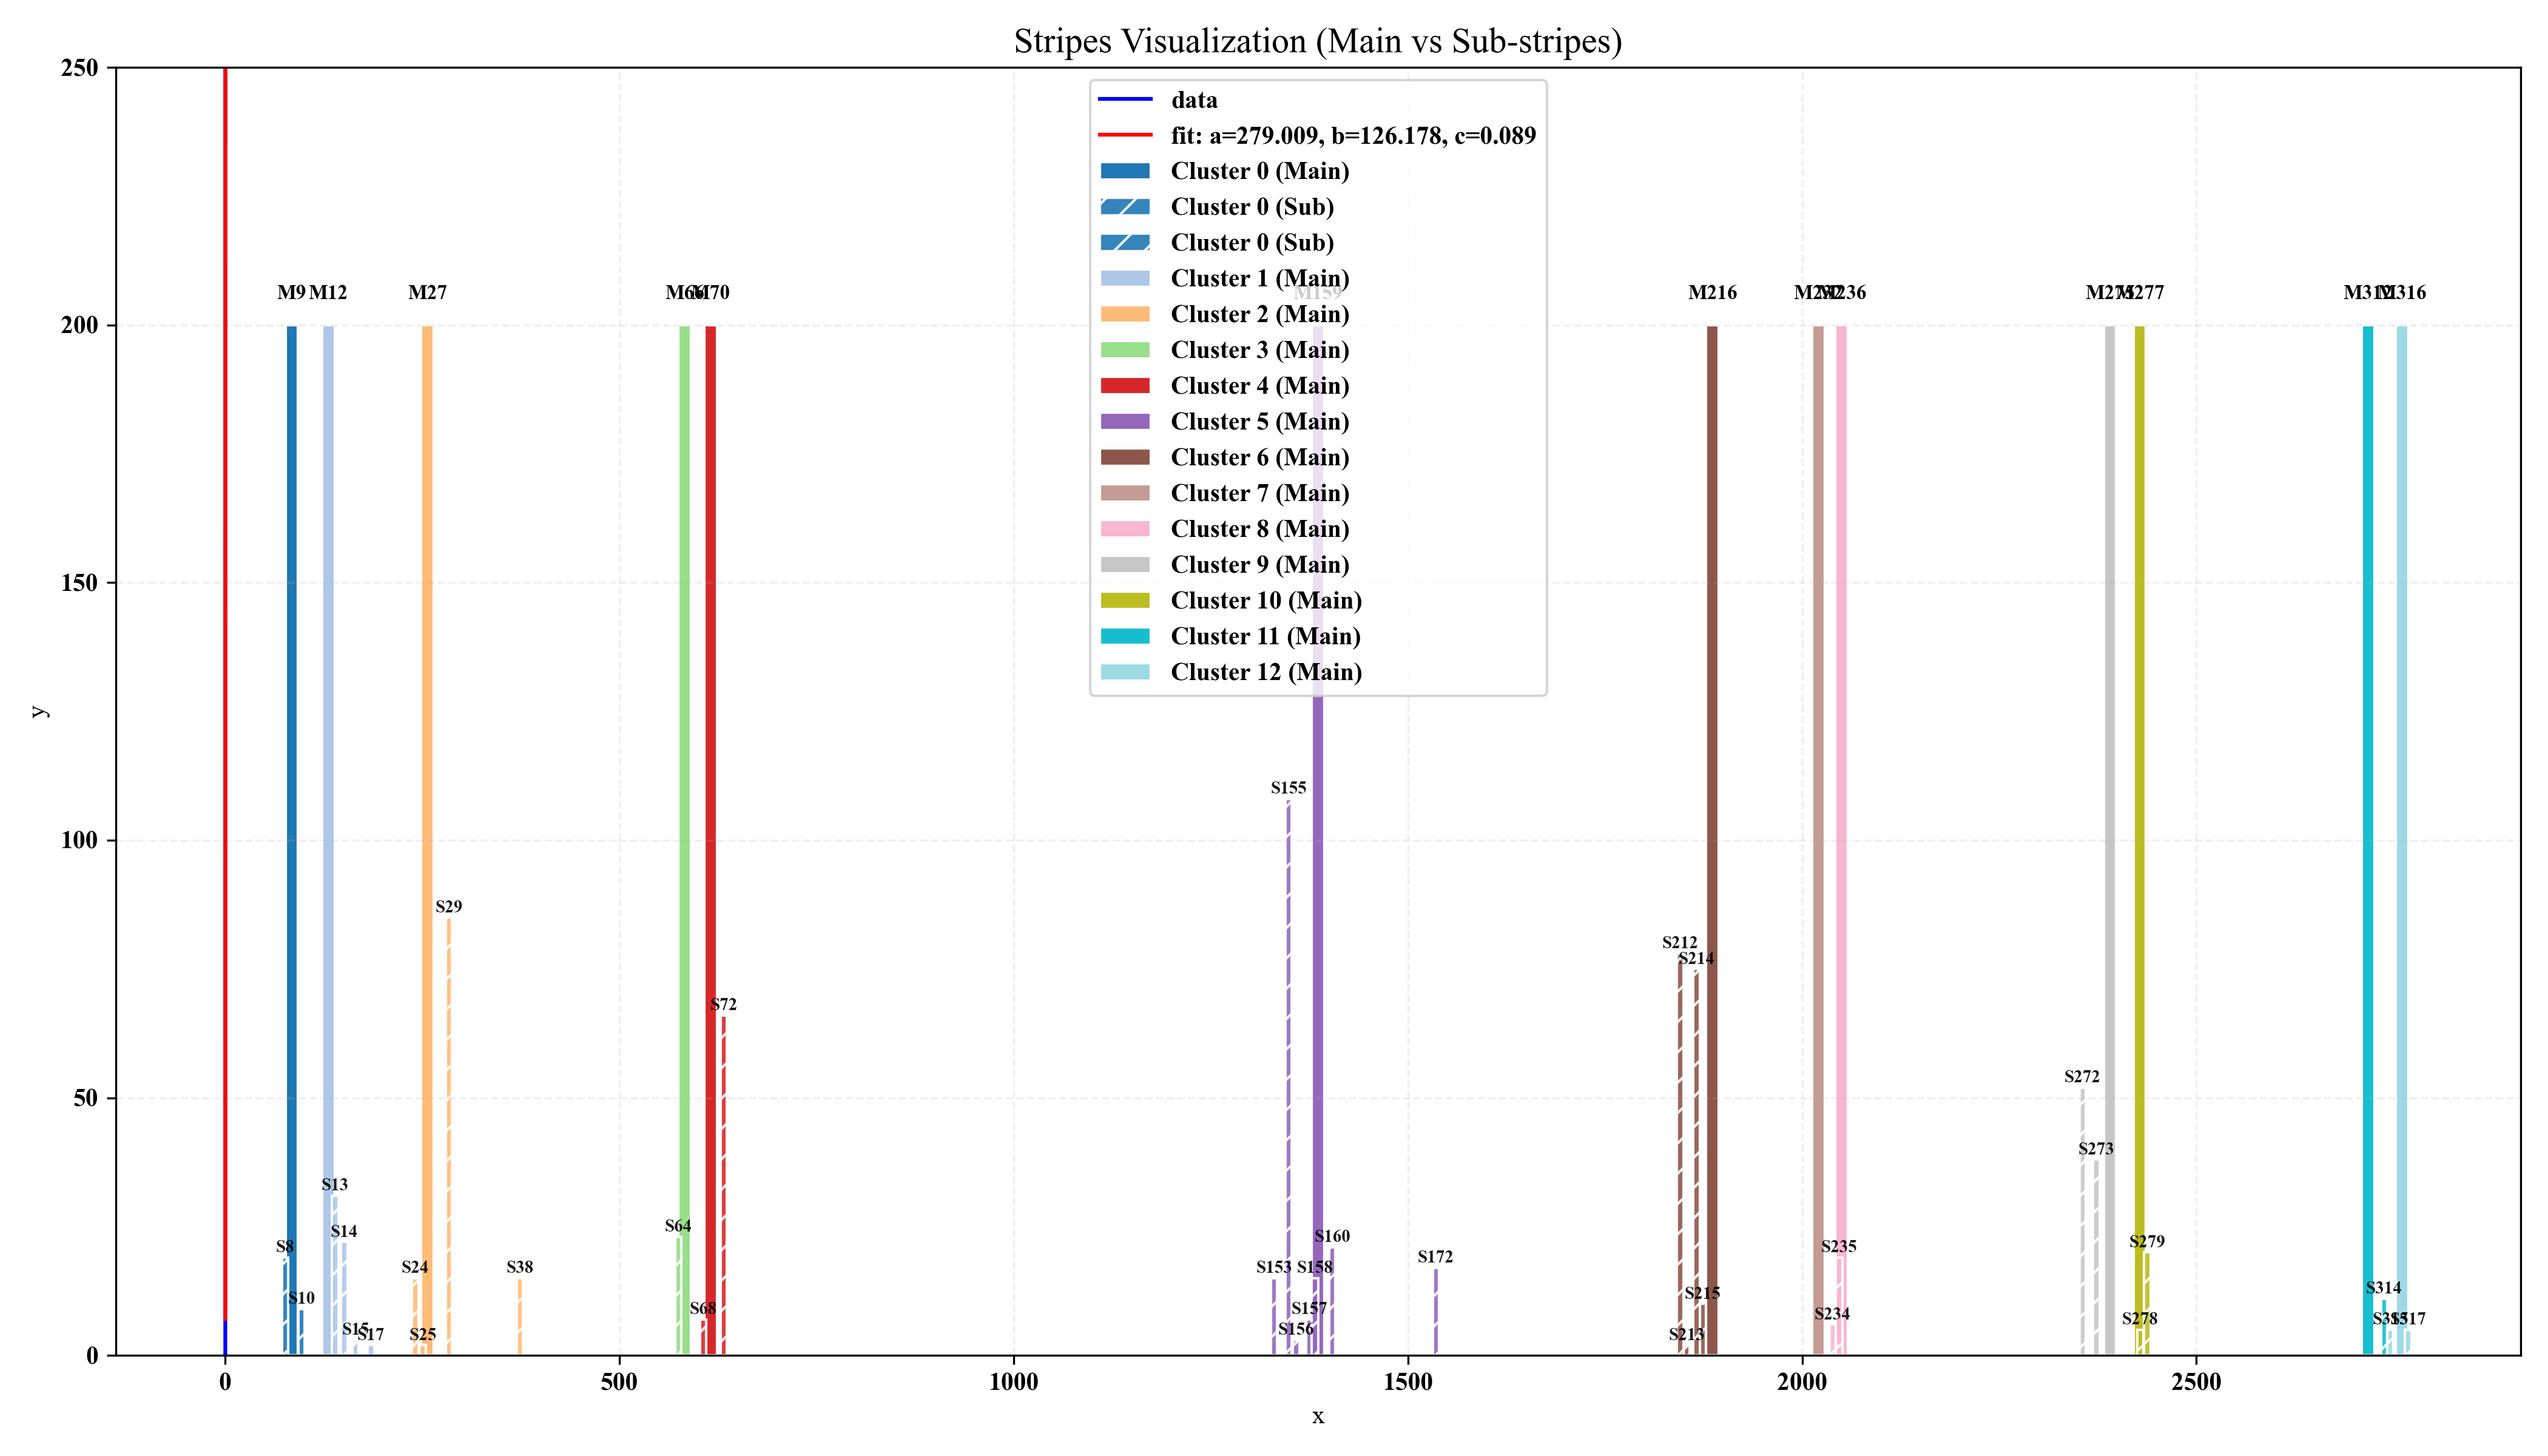 Stripes Visualization (Main vs Sub-stripes)
250
200
150
100
50
0
y
data
fit: a=279.009, b=126.178, c=0.089
Cluster 0 (Main)
Cluster 0 (Sub)
Cluster 0 (Sub)
Cluster 1 (Main)
Cluster 2 (Main)
Cluster 3 (Main)
Cluster 4 (Main)
Cluster 5 (Main)
Cluster 6 (Main)
Cluster 7 (Main)
Cluster 8 (Main)
Cluster 9 (Main)
Cluster 10 (Main)
Cluster 11 (Main)
Cluster 12 (Main)
M9 M12 M27 M70 M159 M216 M236 M277 M312 M316
S155
S29
S212
S214
S72
S272
S273
S13
S64
S14
S160
S8
S235
S279
S24
S38
S153
S158
S172
S10
S215
S314
S68
S157
S234
S278
S317
S15
S17
S25
S156
S213
0 500 1000 1500 2000 2500
x